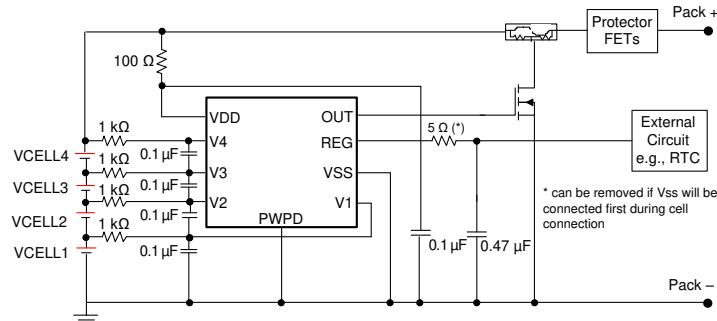 Pack +
Protector
FETs
100 Ω
VDD
OUT
1 kΩ
V4
REG
5 Ω (*)
External
Circuit
e.g., RTC
VCELL4
0.1 µF
1 kΩ
V3
VSS
VCELL3
0.1 µF
1 kΩ
V2
V1
* can be removed if Vss will be
connected first during cell
connection
VCELL2
0.1 µF
1 kΩ
PWPD
VCELL1
0.1 µF
0.1 µF
0.47 µF
Pack –